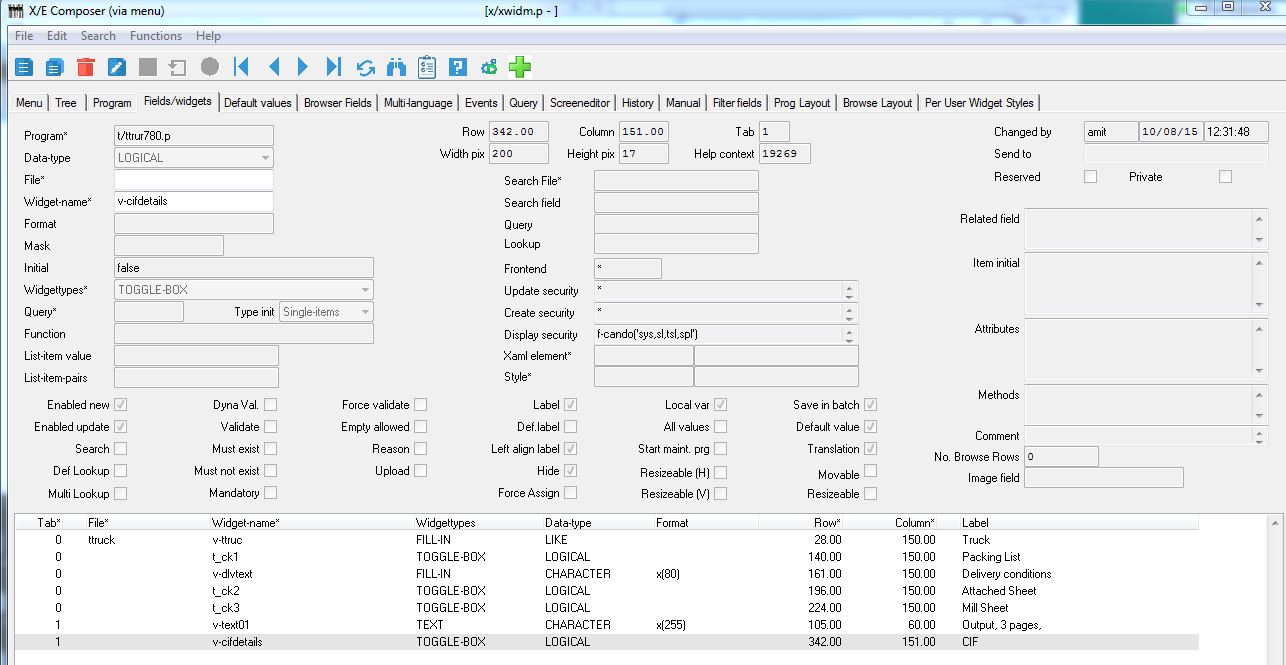 X/E Composer (via menu) [x/xwidm.p - ]
File Edit Search Functions Help
Menu Tree Program Fields/widgets Default values Browser Fields Multi-language Events Query Screeneditor History Manual Filter fields Prog Layout Browse Layout Per User Widget Styles
Program* t/ttrur780.p Row 342.00 Column 151.00 Tab 1 Changed by amit 10/08/15 12:31:48
Data-type LOGICAL Width pix 200 Height pix 17 Help context 19269 Send to
File* Search File* Reserved Private
Widget-name* v-cifdetails Search field
Format Query Related field
Mask Lookup
Initial false Frontend * Item initial
Widgettypes* TOGGLE-BOX Update security *
Query* Type init Single-items Create security *
Function Display security f-cando('sys,sl,tsl,spl') Attributes
List-item value Xaml element*
List-item-pairs Style*
Methods
Enabled new Dyna Val. Force validate Label Local var Save in batch
Enabled update Validate Empty allowed Def.label All values Default value Comment
Search Must exist Reason Left align label Start maint. prg Translation No. Browse Rows 0
Def Lookup Must not exist Upload Hide Resizeable (H) Movable Image field
Multi Lookup Mandatory Force Assign Resizeable (V) Resizeable
Tab* File* Widget-name* Widgettypes Data-type Format Row* Column* Label
0 ttruck v-ttruc FILL-IN LIKE 28.00 150.00 Truck
0 t_ck1 TOGGLE-BOX LOGICAL 140.00 150.00 Packing List
0 v-dlvtext FILL-IN CHARACTER x(80) 161.00 150.00 Delivery conditions
0 t_ck2 TOGGLE-BOX LOGICAL 196.00 150.00 Attached Sheet
0 t_ck3 TOGGLE-BOX LOGICAL 224.00 150.00 Mill Sheet
1 v-text01 TEXT CHARACTER x(255) 105.00 60.00 Output, 3 pages,
1 v-cifdetails TOGGLE-BOX LOGICAL 342.00 151.00 CIF